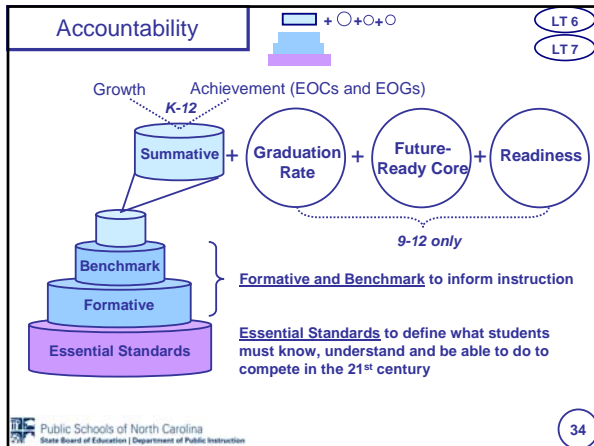 Accountability
+ + +
LT 6
LT 7
Growth
Achievement (EOCs and EOGs)
K-12
Summative + Graduation Rate + Future-Ready Core + Readiness
9-12 only
Benchmark
Formative
Essential Standards
Formative and Benchmark to inform instruction
Essential Standards to define what students
must know, understand and be able to do to
compete in the 21st century
Public Schools of North Carolina
State Board of Education | Department of Public Instruction
34